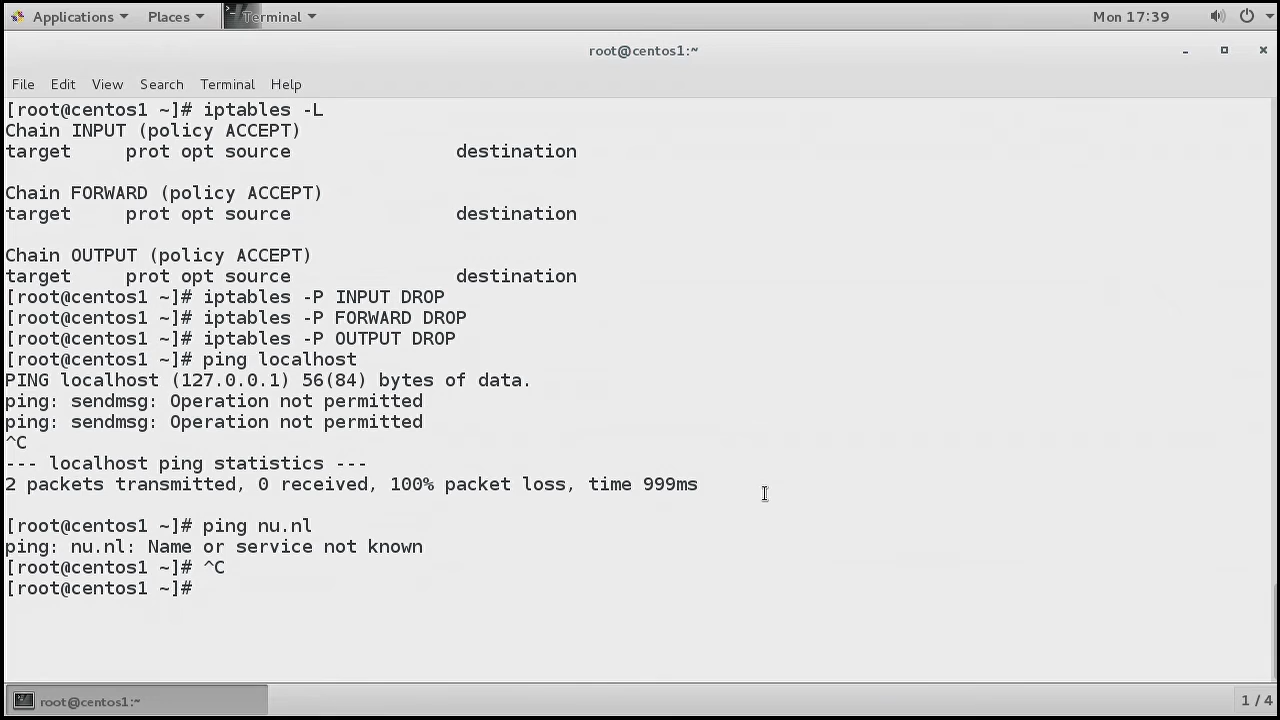 Applications Places Terminal Mon 17:39
root@centos1:~
File Edit View Search Terminal Help
[root@centos1 ~]# iptables -L
Chain INPUT (policy ACCEPT)
target     prot opt source               destination

Chain FORWARD (policy ACCEPT)
target     prot opt source               destination

Chain OUTPUT (policy ACCEPT)
target     prot opt source               destination
[root@centos1 ~]# iptables -P INPUT DROP
[root@centos1 ~]# iptables -P FORWARD DROP
[root@centos1 ~]# iptables -P OUTPUT DROP
[root@centos1 ~]# ping localhost
PING localhost (127.0.0.1) 56(84) bytes of data.
ping: sendmsg: Operation not permitted
ping: sendmsg: Operation not permitted
^C
--- localhost ping statistics ---
2 packets transmitted, 0 received, 100% packet loss, time 999ms

[root@centos1 ~]# ping nu.nl
ping: nu.nl: Name or service not known
[root@centos1 ~]# ^C
[root@centos1 ~]#
root@centos1:~ 1 / 4